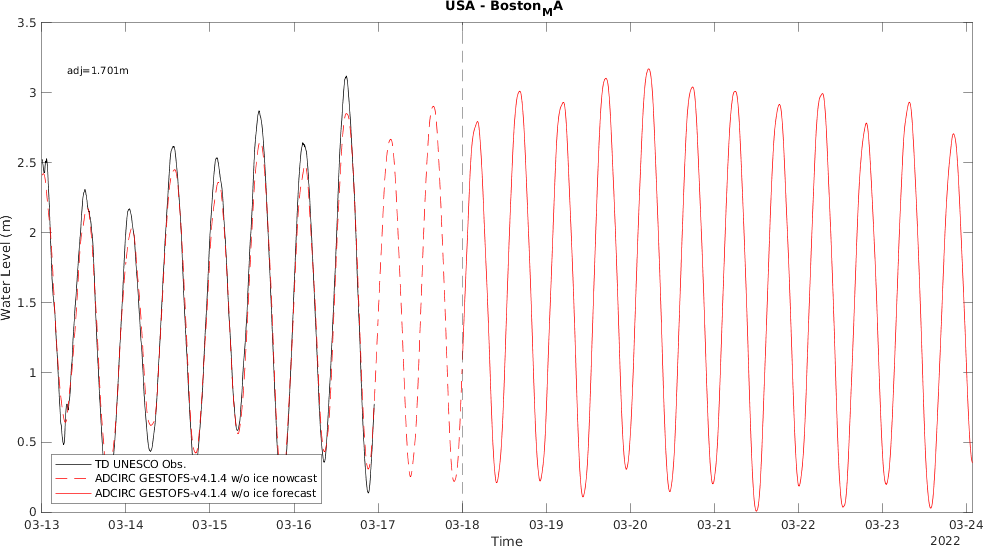 USA - Boston_MA
3.5
adj=1.701m
3
2.5
2
1.5
1
0.5
0
Water Level (m)
TD UNESCO Obs.
ADCIRC GESTOFS-v4.1.4 w/o ice nowcast
ADCIRC GESTOFS-v4.1.4 w/o ice forecast
03-13 03-14 03-15 03-16 03-17 03-18 03-19 03-20 03-21 03-22 03-23 03-24
Time
2022